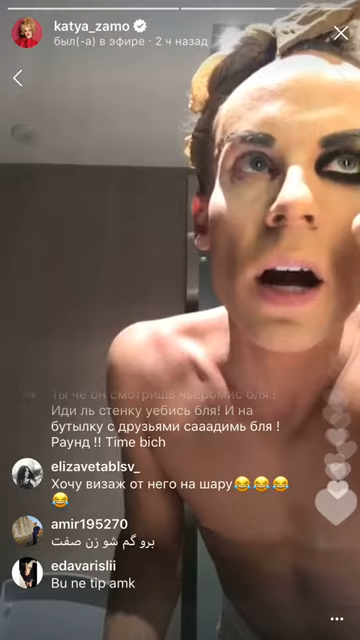 katya_zamo
был(-а) в эфире · 2 ч назад
Ты че он смотришь ньеромис бля !
Иди ль стенку уебись бля! И на
бутылку с друзьями сааадимь бля !
Раунд !! Time bich
elizavetablsv_
Хочу визаж от него на шару😂😂😂
😂
amir195270
برو گم شو زن صفت
edavarislii
Bu ne tip amk